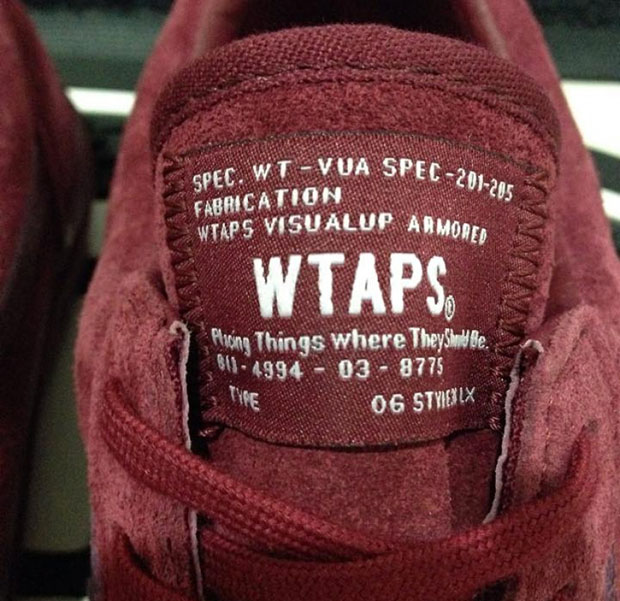 SPEC. WT-VUA SPEC-201-205
FABRICATION
WTAPS VISUALUP ARMORED
WTAPS®
Placing Things where They Should Be.
- 4994 - 03 - 8775
TYPE 06 LX